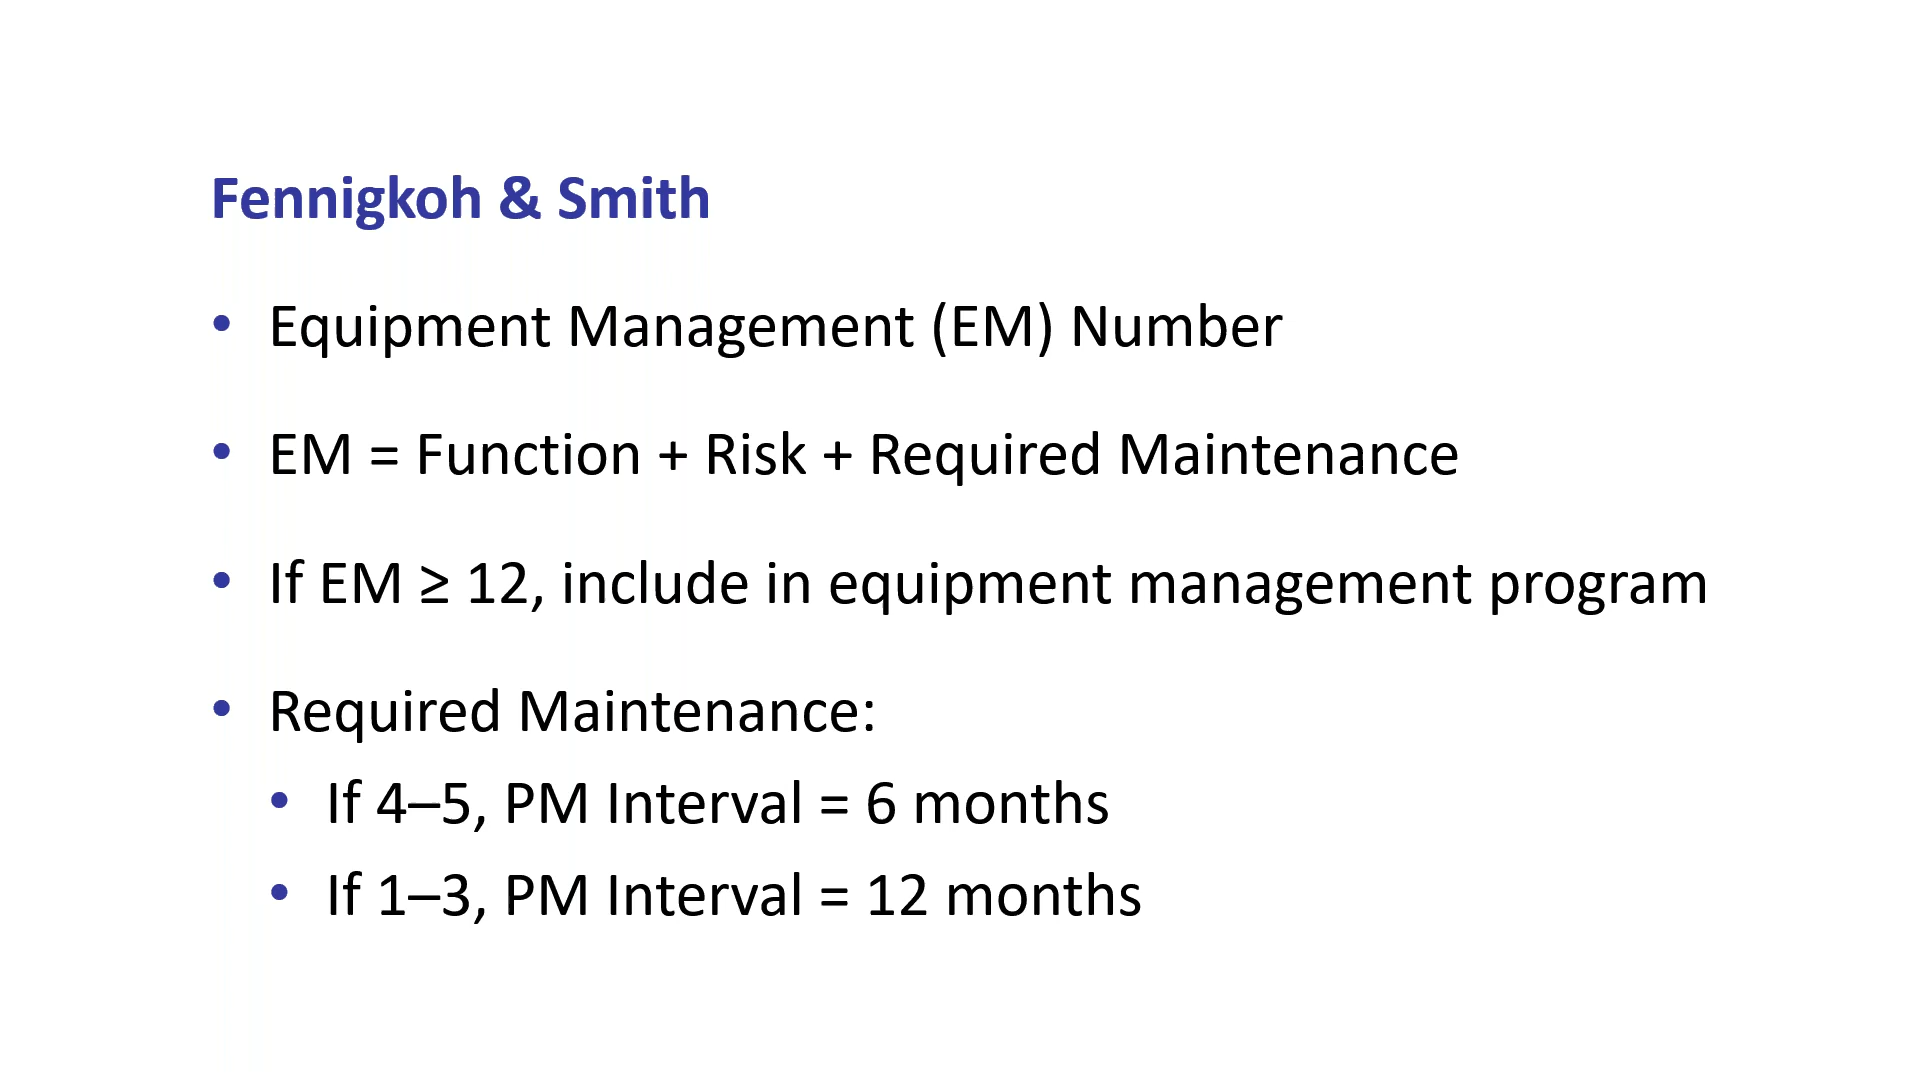 Fennigkoh & Smith
• Equipment Management (EM) Number
• EM = Function + Risk + Required Maintenance
• If EM ≥ 12, include in equipment management program
• Required Maintenance:
• If 4–5, PM Interval = 6 months
• If 1–3, PM Interval = 12 months